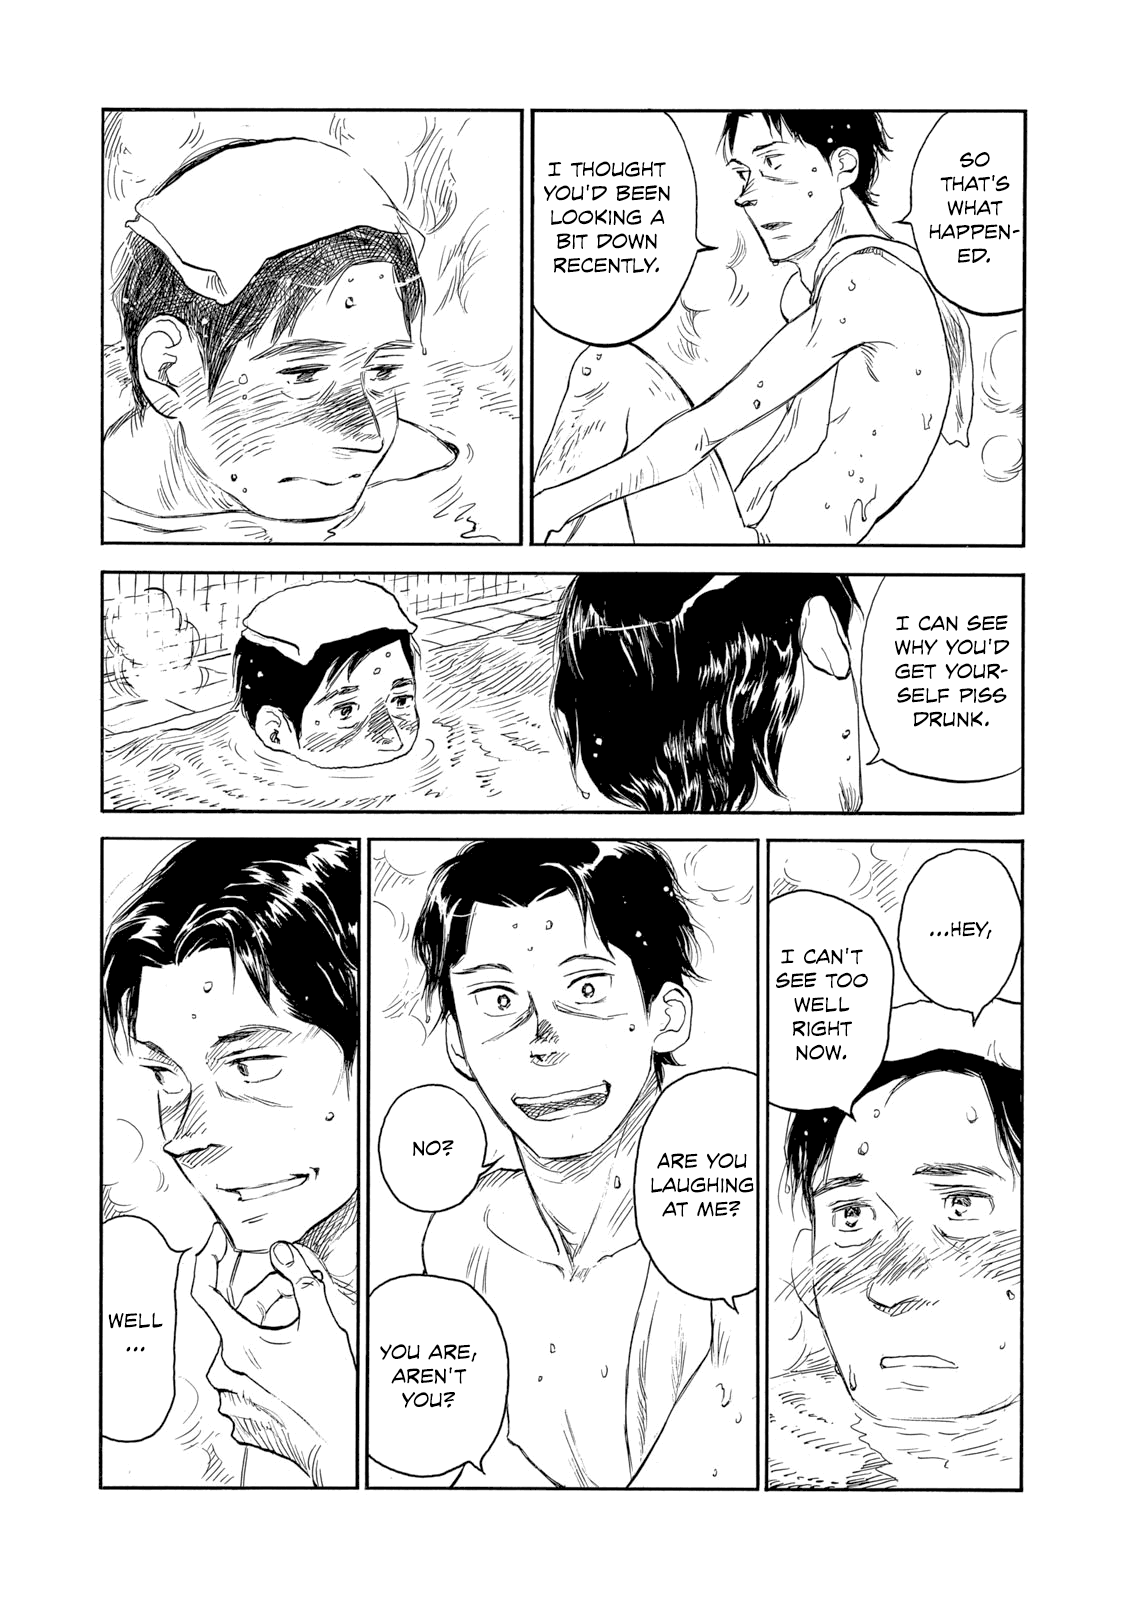 SO
THAT'S
WHAT
HAPPEN-
ED.
I THOUGHT
YOU'D BEEN
LOOKING A
BIT DOWN
RECENTLY.
I CAN SEE
WHY YOU'D
GET YOUR-
SELF PISS
DRUNK.
...HEY,
I CAN'T
SEE TOO
WELL
RIGHT
NOW.
ARE YOU
LAUGHING
AT ME?
NO?
YOU ARE,
AREN'T
YOU?
WELL
...